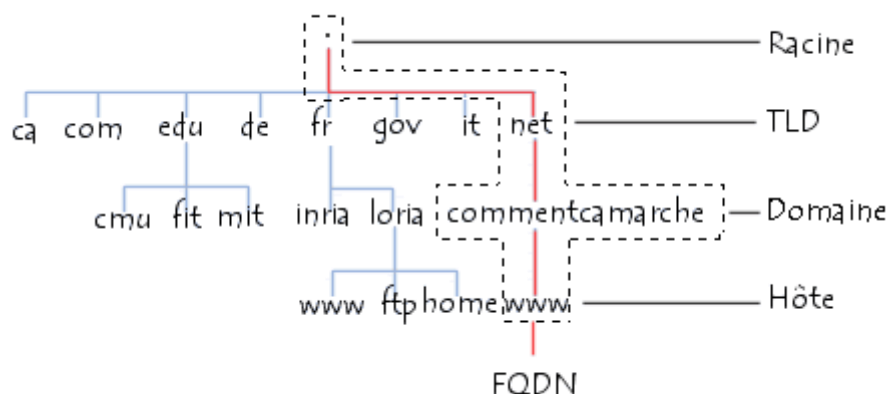 . Racine
ca com edu de fr gov it net TLD
cmu fit mit inria loria commentcamarche Domaine
www ftp home www Hôte
FQDN